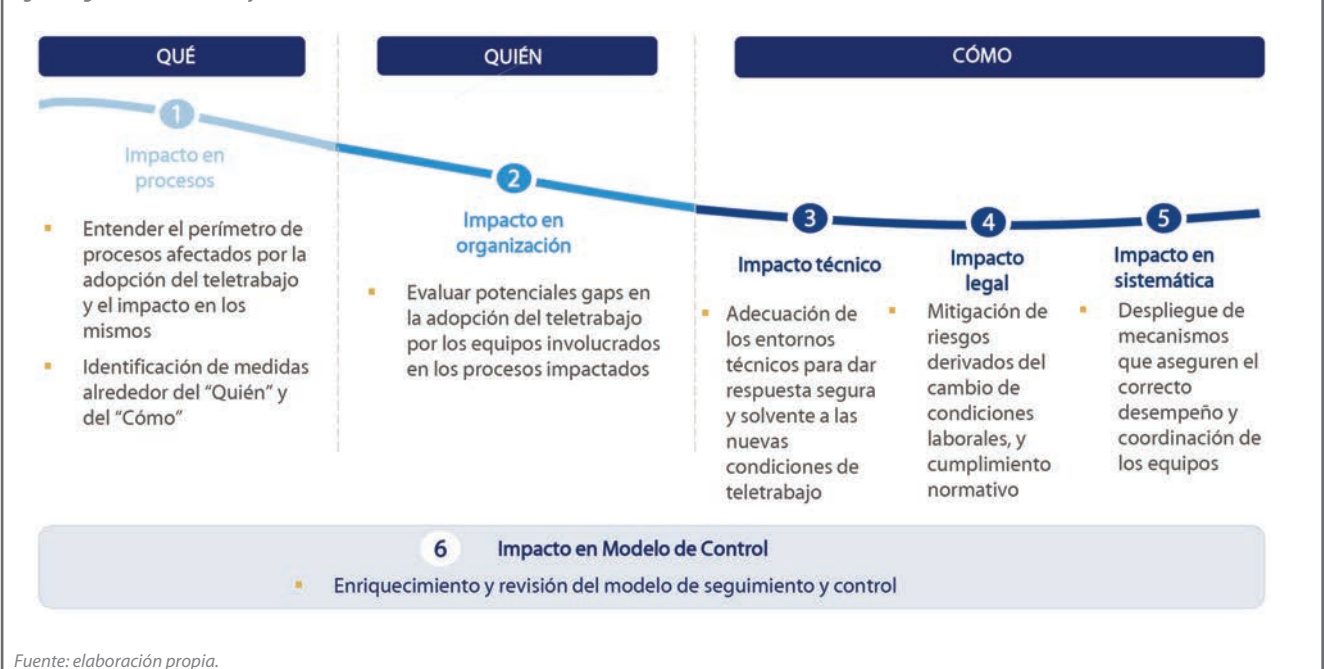 QUÉ
QUIÉN
CÓMO
1
Impacto en
procesos
▪ Entender el perímetro de
procesos afectados por la
adopción del teletrabajo
y el impacto en los
mismos
▪ Identificación de medidas
alrededor del “Quién” y
del “Cómo”
2
Impacto en
organización
▪ Evaluar potenciales gaps en
la adopción del teletrabajo
por los equipos involucrados
en los procesos impactados
3
Impacto técnico
▪ Adecuación de
los entornos
técnicos para dar
respuesta segura
y solvente a las
nuevas
condiciones de
teletrabajo
4
Impacto
legal
▪ Mitigación de
riesgos
derivados del
cambio de
condiciones
laborales, y
cumplimiento
normativo
5
Impacto en
sistemática
▪ Despliegue de
mecanismos
que aseguren el
correcto
desempeño y
coordinación de
los equipos
6 Impacto en Modelo de Control
▪ Enriquecimiento y revisión del modelo de seguimiento y control
Fuente: elaboración propia.